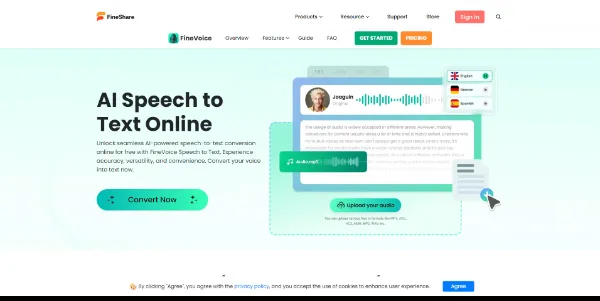 FineShare
Products
Resource
Support
Store
Sign In
FineVoice
Overview
Features
Guide
FAQ
GET STARTED
PRICING
AI Speech to
Text Online
Unlock seamless AI-powered speech- to- text conversion
online for free with FineVoice Speech to Text, Experience
accuracy, versatility, and convenience. Convert your voice
into text now.
Convert Now
Joaquin
Original
English
German
Spanish
Audio.mp3
Upload your audio
By clicking "Agree", you agree with the privacy policy, and you accept the use of cookies to enhance user experience.
Agree